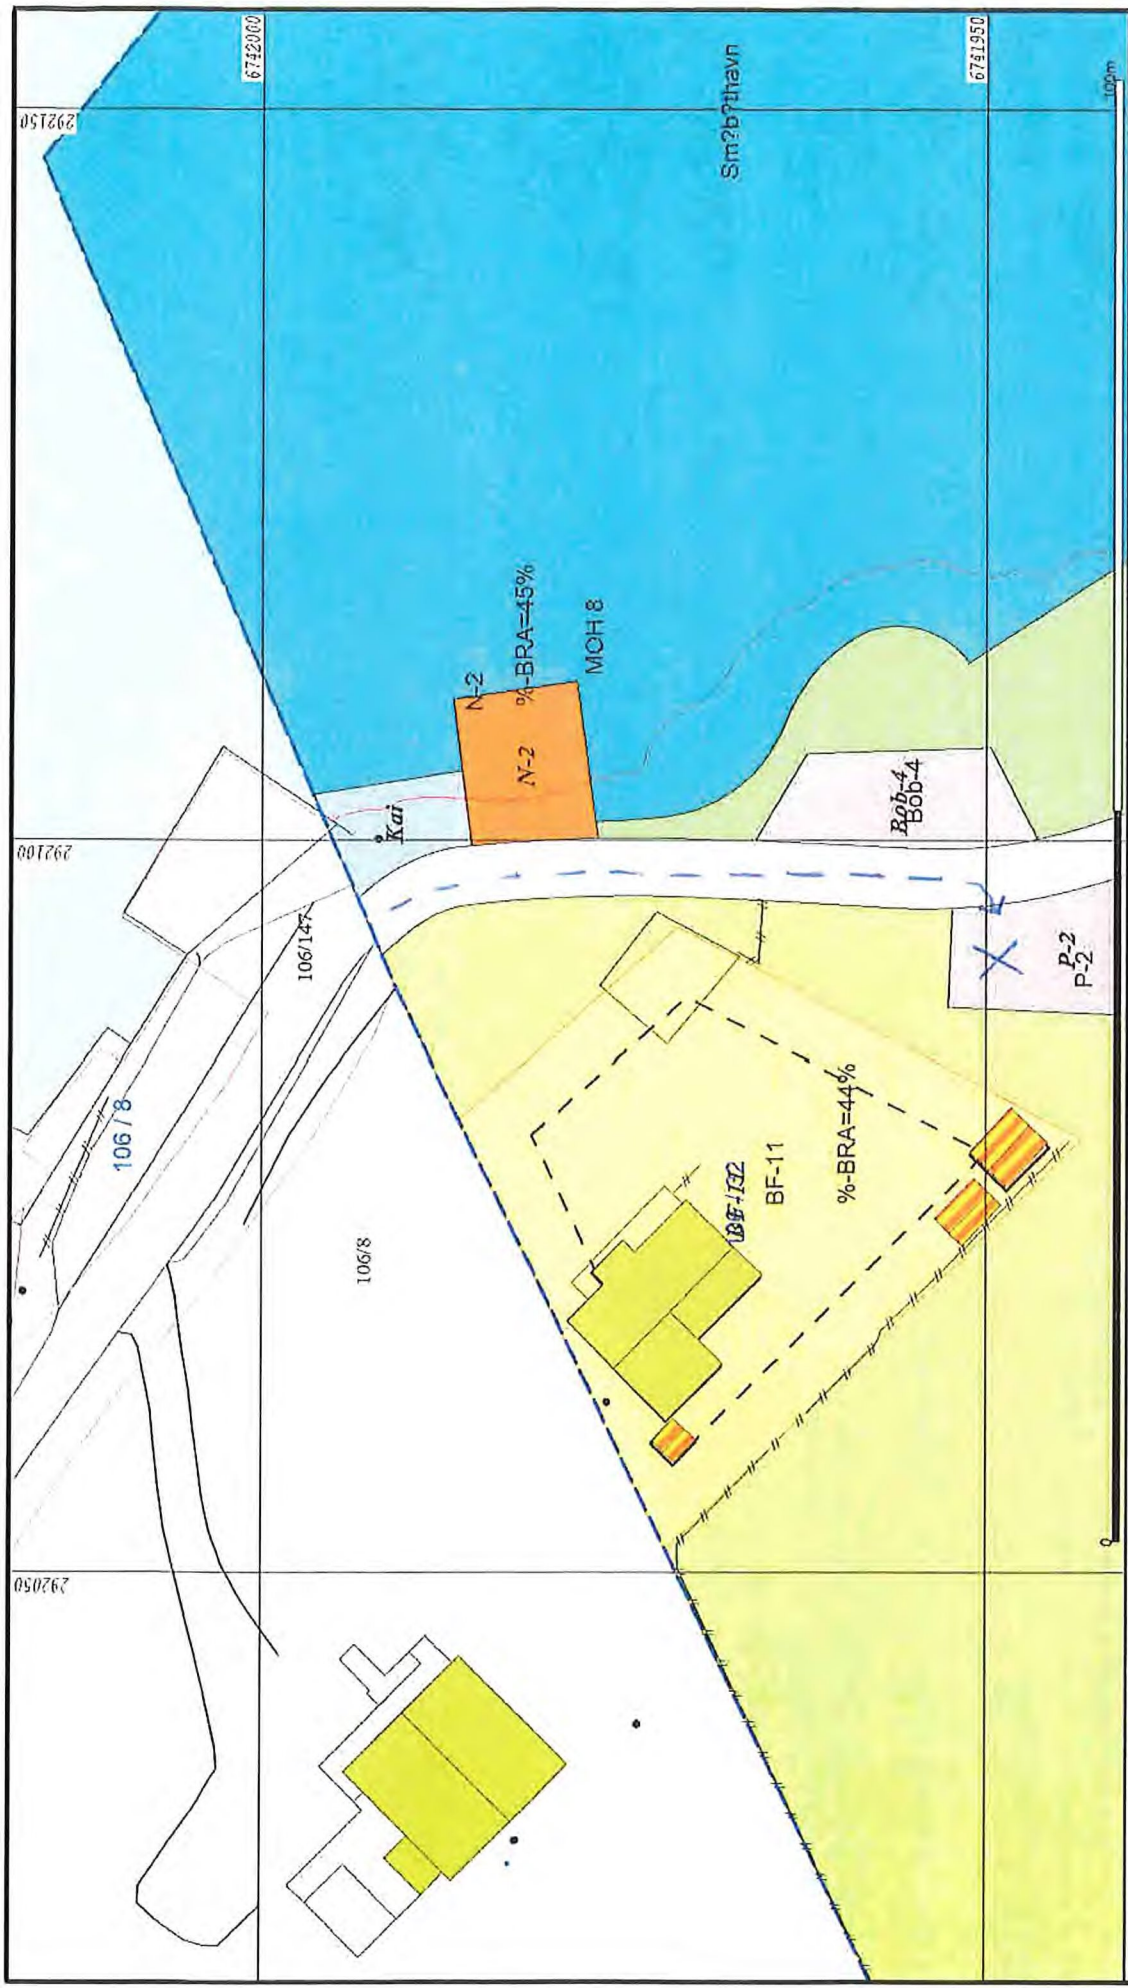 6742000
6741950
292150
Sm?b?thavn
100m
N-2
%-BRA=45%
MOH 8
N-2
Kai
Bob-4
Bob-4
292100
106/147
P-2
P-2
106 / 8
%-BRA=44%
BF-11
106/8
292050
0